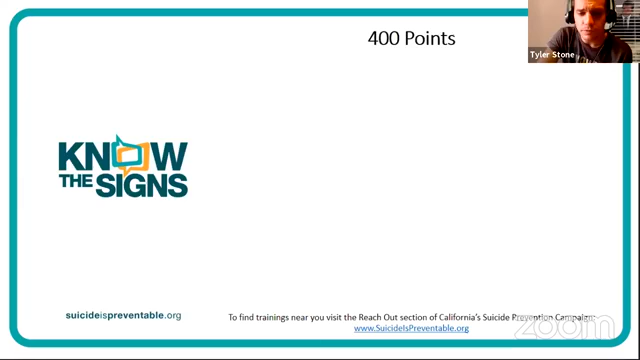 400 Points
Tyler Stone
KNOW
THE SIGNS
suicideispreventable.org
To find trainings near you visit the Reach Out section of California's Suicide Prevention Campaign:
www.SuicideIsPreventable.org
zoom